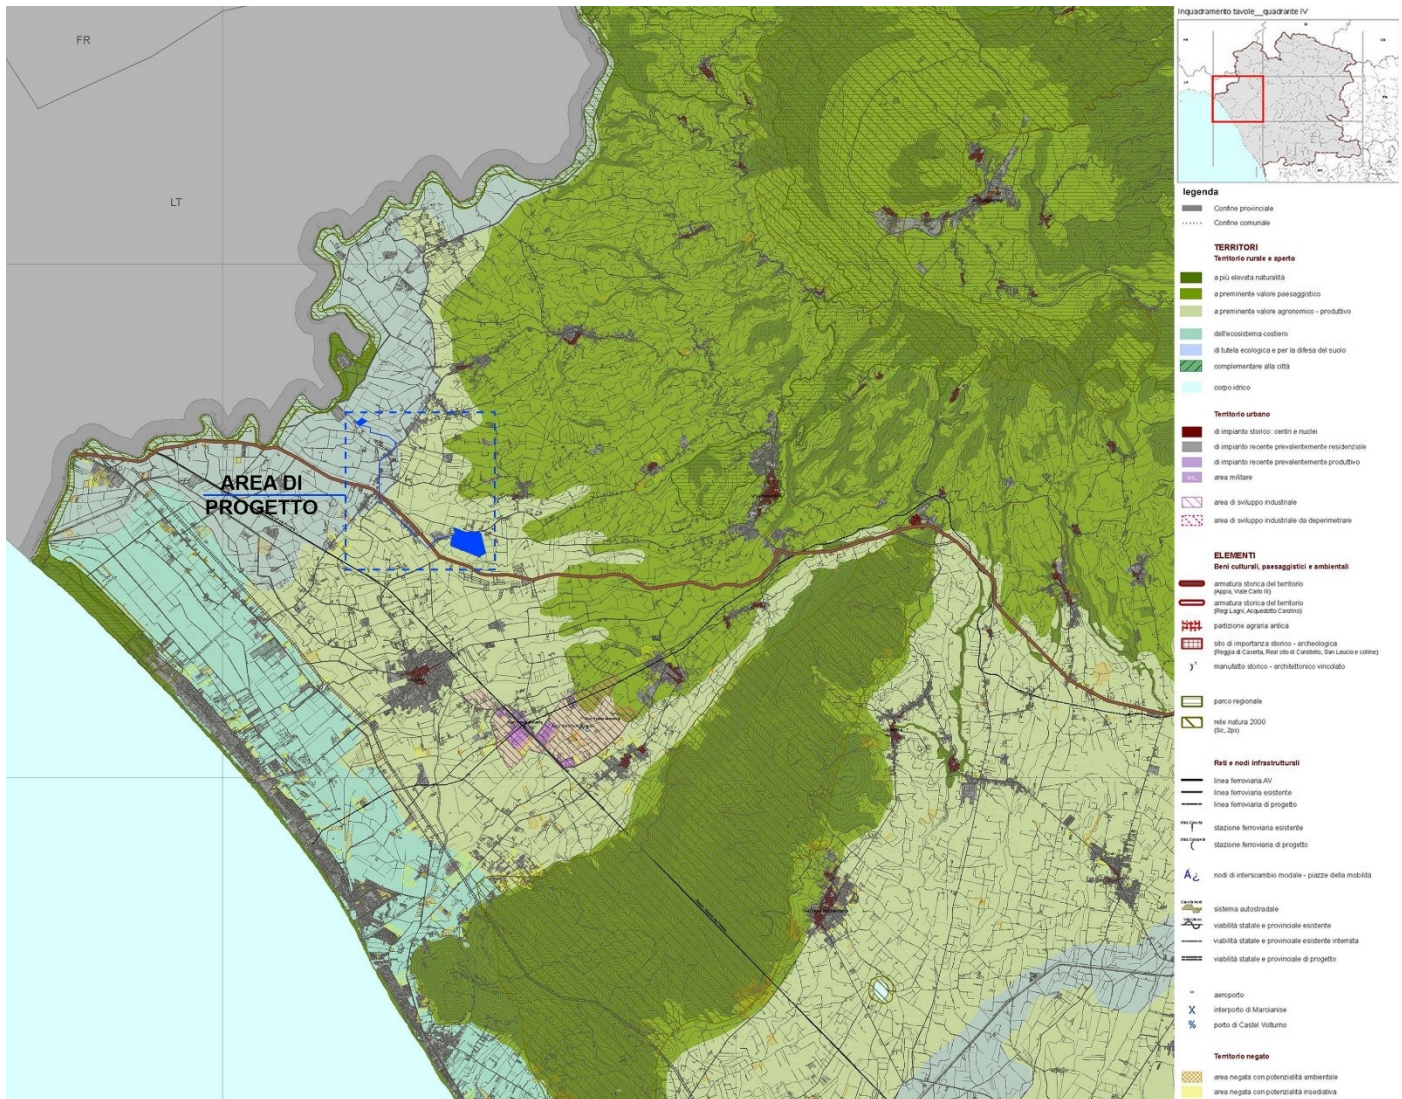 FR
LT
AREA DI
PROGETTO
Inquadramento tavole__quadrante IV
legenda
Confine provinciale
Confine comunale
TERRITORI
Territorio rurale e aperto
a più elevata naturalità
a preminente valore paesaggistico
a preminente valore agronomico - produttivo
dell'ecosistema costiero
di tutela ecologica e per la difesa del suolo
complementare alla città
corpo idrico
Territorio urbano
di impianto storico: centri e nuclei
di impianto recente prevalentemente residenziale
di impianto recente prevalentemente produttivo
area militare
area di sviluppo industriale
area di sviluppo industriale da deperimetrare
ELEMENTI
Beni culturali, paesaggistici e ambientali
armatura storica del territorio
(Appia, Viale Carlo III)
armatura storica del territorio
(Regi Lagni, Acquedotto Carolino)
partizione agraria antica
sito di importanza storico - archeologica
(Reggia di Caserta, Real sito di Carditello, San Leucio e colline)
manufatto storico - architettonico vincolato
parco regionale
rete natura 2000
(Sic, Zps)
Reti e nodi infrastrutturali
linea ferroviaria AV
linea ferroviaria esistente
linea ferroviaria di progetto
stazione ferroviaria esistente
stazione ferroviaria di progetto
nodi di interscambio modale - piazze della mobilità
sistema autostradale
viabilità statale e provinciale esistente
viabilità statale e provinciale esistente interrata
viabilità statale e provinciale di progetto
aeroporto
X interporto di Marcianise
% porto di Castel Volturno
Territorio negato
area negata con potenzialità ambientale
area negata con potenzialità insediativa